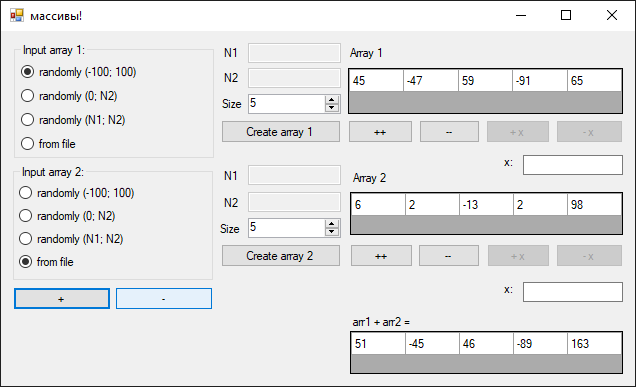 массивы!
Input array 1:
randomly (-100; 100)
randomly (0; N2)
randomly (N1; N2)
from file
N1
N2
Size 5
Create array 1
Array 1
45 -47 59 -91 65
++ -- + x - x
x:
Input array 2:
randomly (-100; 100)
randomly (0; N2)
randomly (N1; N2)
from file
N1
N2
Size 5
Create array 2
Array 2
6 2 -13 2 98
++ -- + x - x
x:
+ -
arr1 + arr2 =
51 -45 46 -89 163